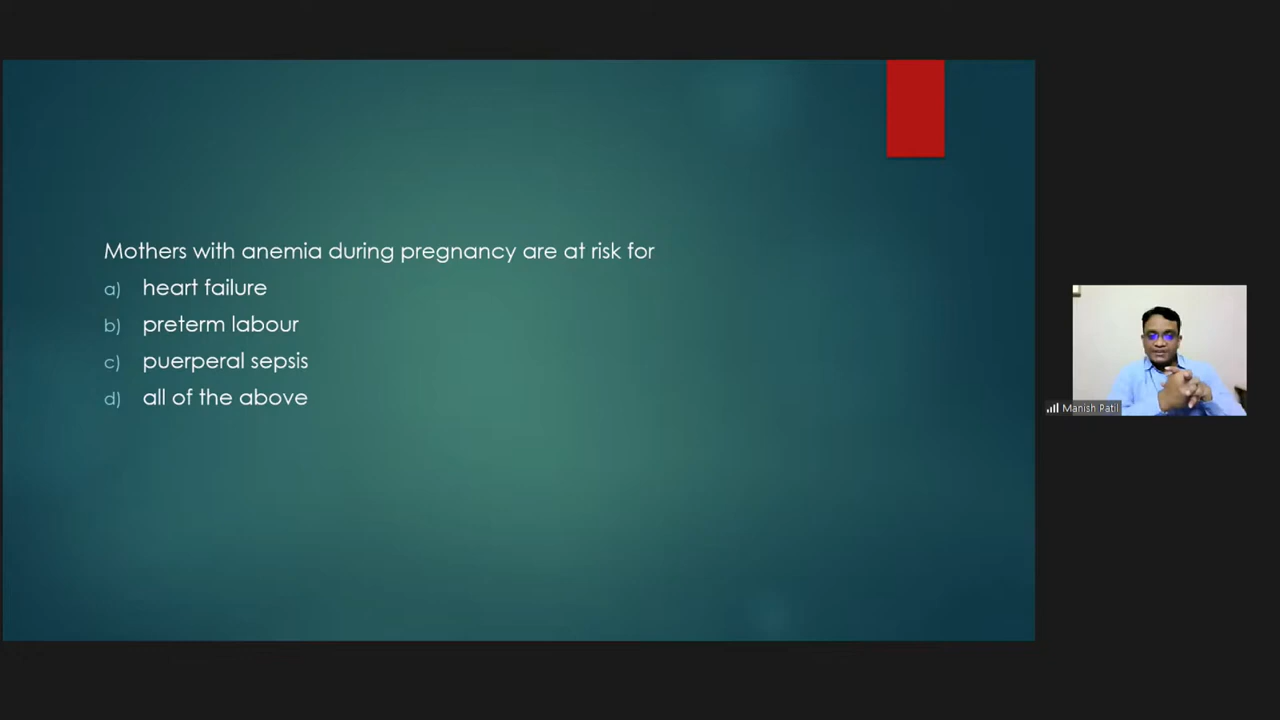 Mothers with anemia during pregnancy are at risk for
a) heart failure
b) preterm labour
c) puerperal sepsis
d) all of the above
Manish Patil